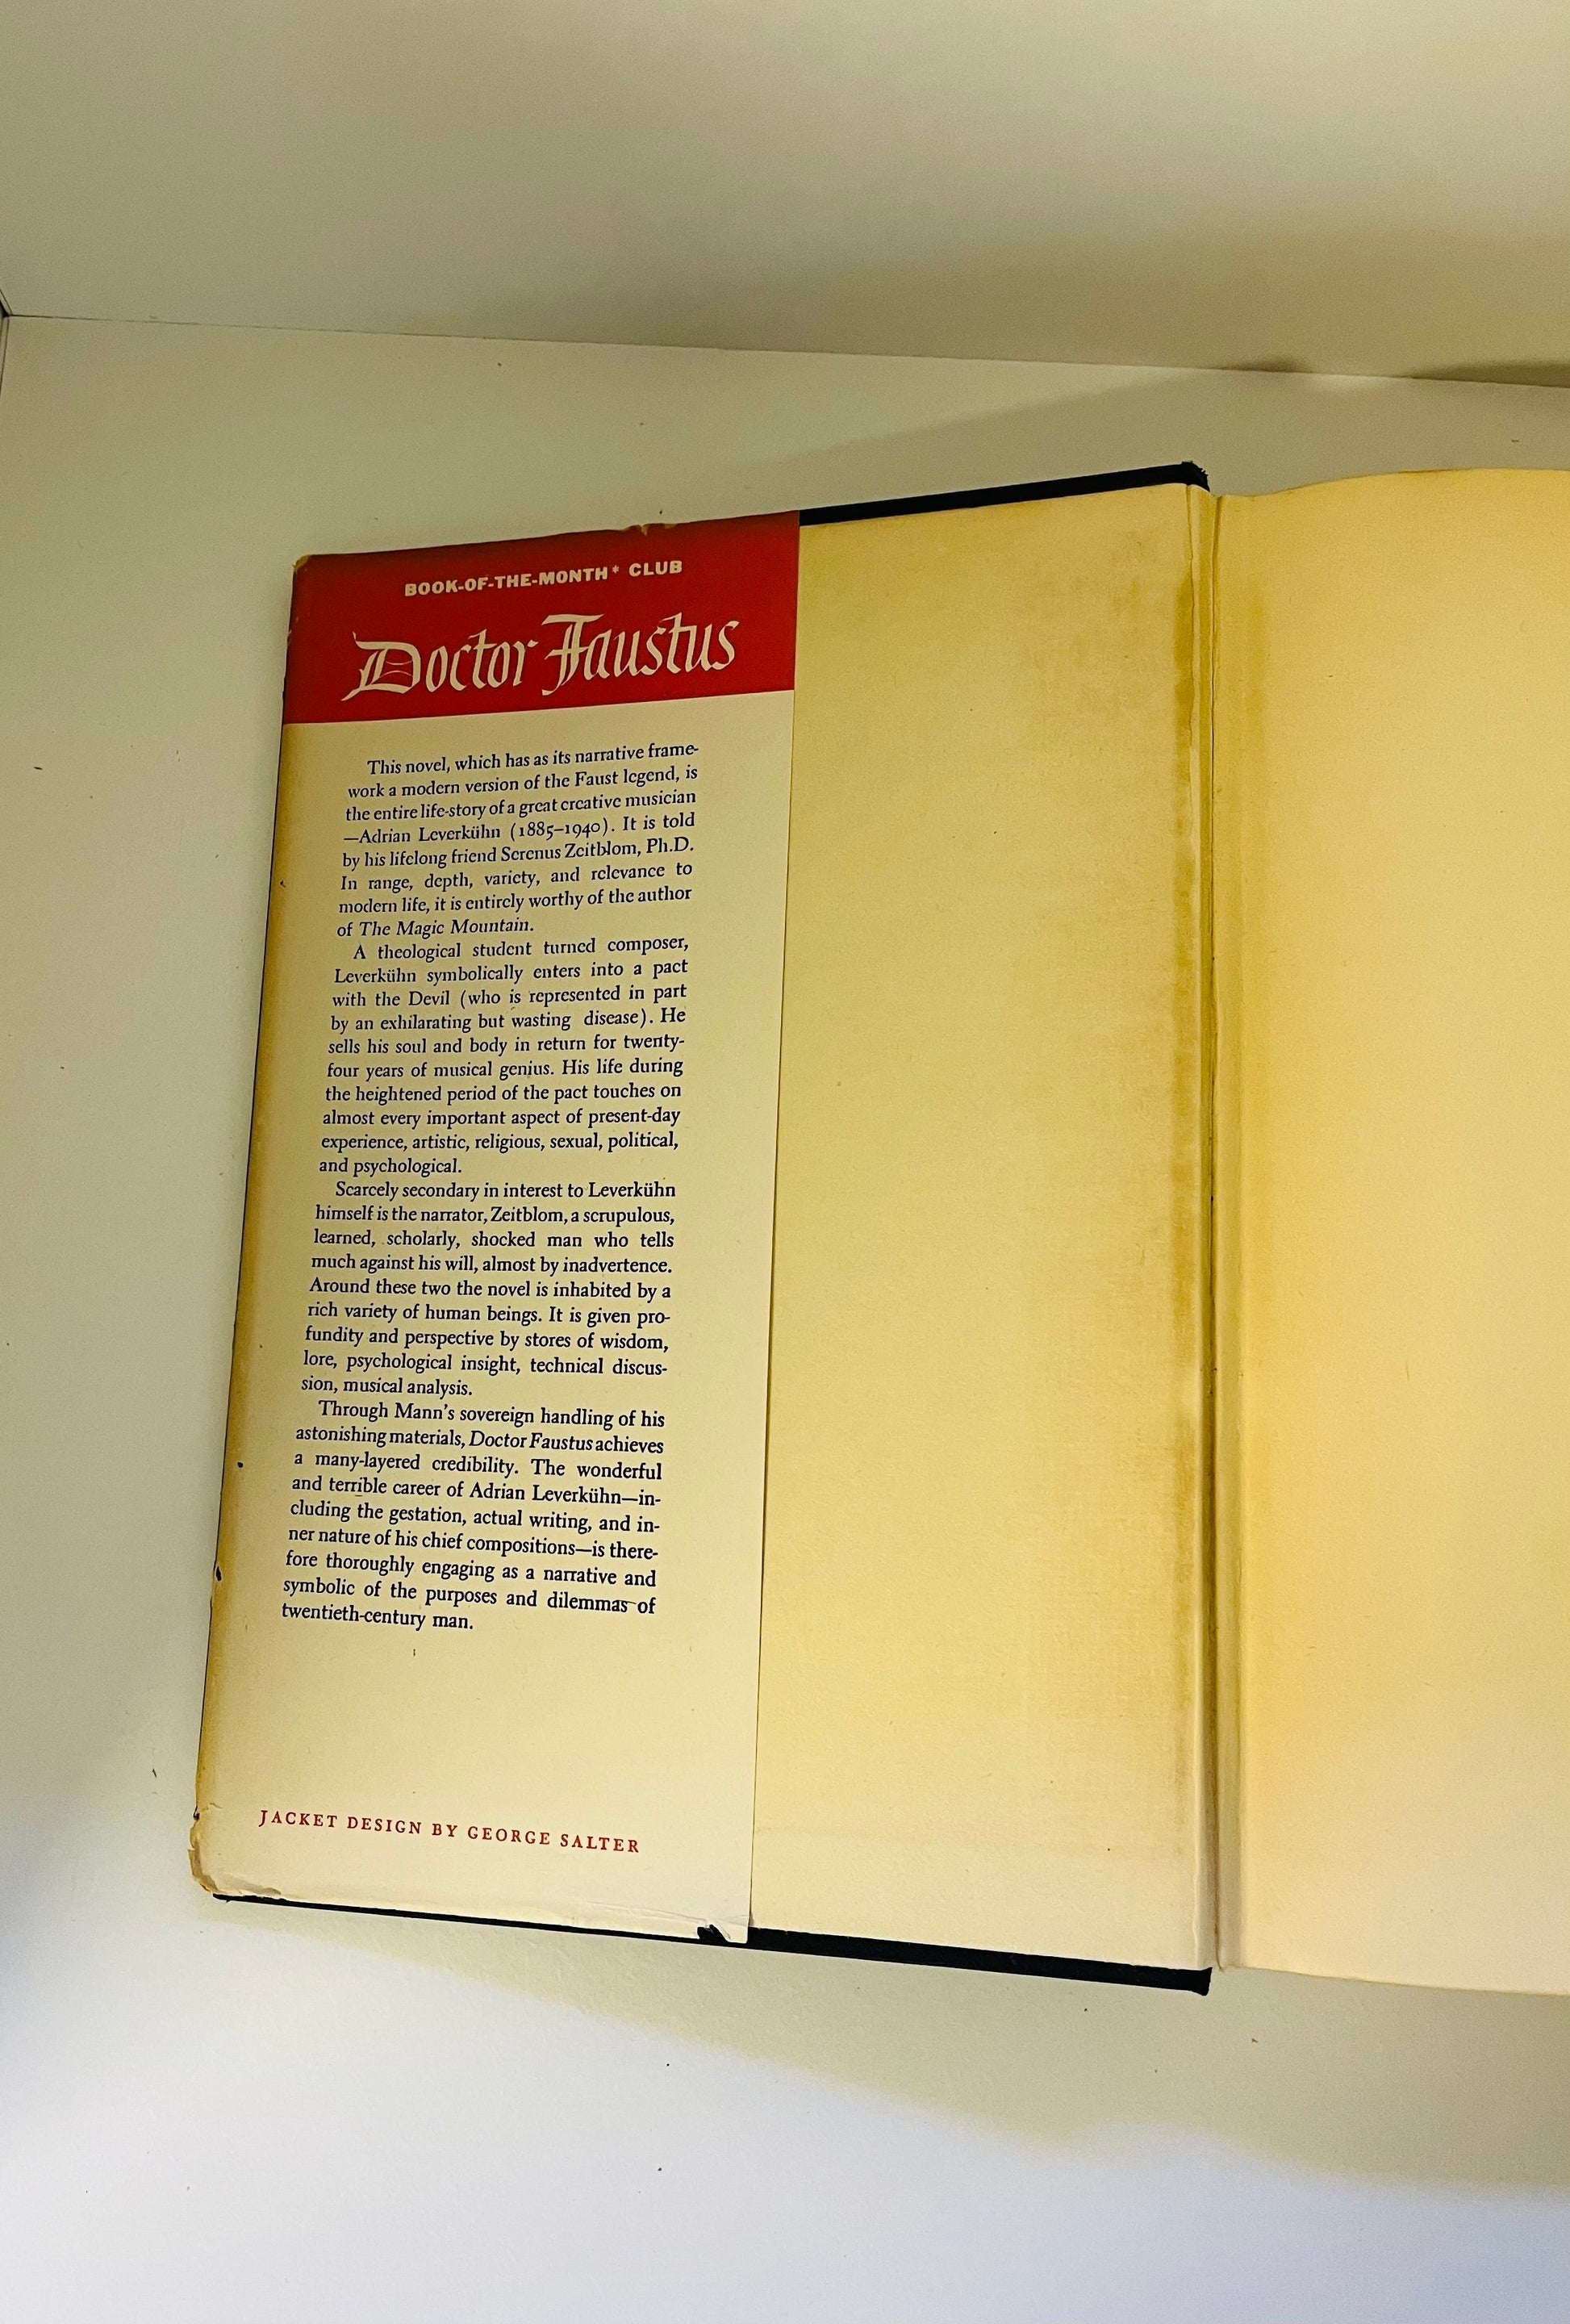 BOOK-OF-THE-MONTH* CLUB
Doctor Faustus
This novel, which has as its narrative frame-
work a modern version of the Faust legend, is
the entire life-story of a great creative musician
—Adrian Leverkühn (1885–1940). It is told
by his lifelong friend Serenus Zeitblom, Ph.D.
In range, depth, variety, and relevance to
modern life, it is entirely worthy of the author
of The Magic Mountain.
A theological student turned composer,
Leverkühn symbolically enters into a pact
with the Devil (who is represented in part
by an exhilarating but wasting disease). He
sells his soul and body in return for twenty-
four years of musical genius. His life during
the heightened period of the pact touches on
almost every important aspect of present-day
experience, artistic, religious, sexual, political,
and psychological.
Scarcely secondary in interest to Leverkühn
himself is the narrator, Zeitblom, a scrupulous,
learned, scholarly, shocked man who tells
much against his will, almost by inadvertence.
Around these two the novel is inhabited by a
rich variety of human beings. It is given pro-
fundity and perspective by stores of wisdom,
lore, psychological insight, technical discus-
sion, musical analysis.
Through Mann's sovereign handling of his
astonishing materials, Doctor Faustus achieves
a many-layered credibility. The wonderful
and terrible career of Adrian Leverkühn—in-
cluding the gestation, actual writing, and in-
ner nature of his chief compositions—is there-
fore thoroughly engaging as a narrative and
symbolic of the purposes and dilemmas of
twentieth-century man.
JACKET DESIGN BY GEORGE SALTER